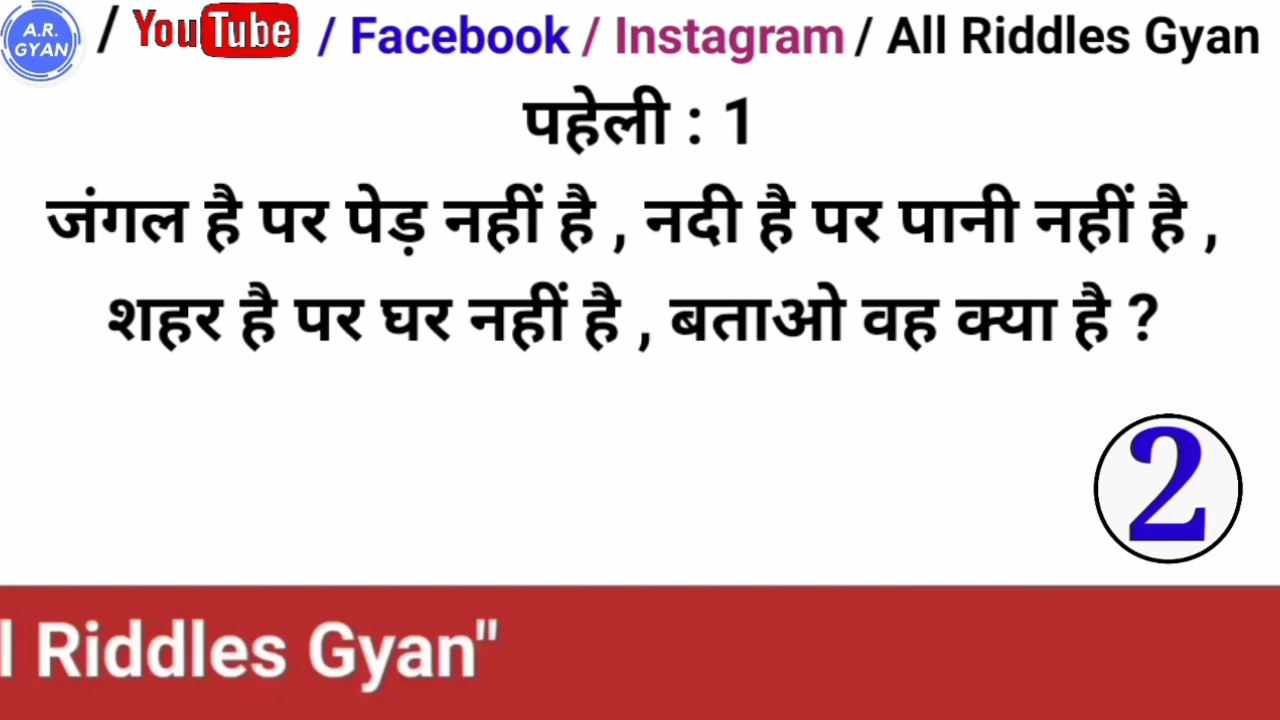 A.R. GYAN / YouTube / Facebook / Instagram / All Riddles Gyan
पहेली : 1
जंगल है पर पेड़ नहीं है , नदी है पर पानी नहीं है ,
शहर है पर घर नहीं है , बताओ वह क्या है ?
2
l Riddles Gyan"